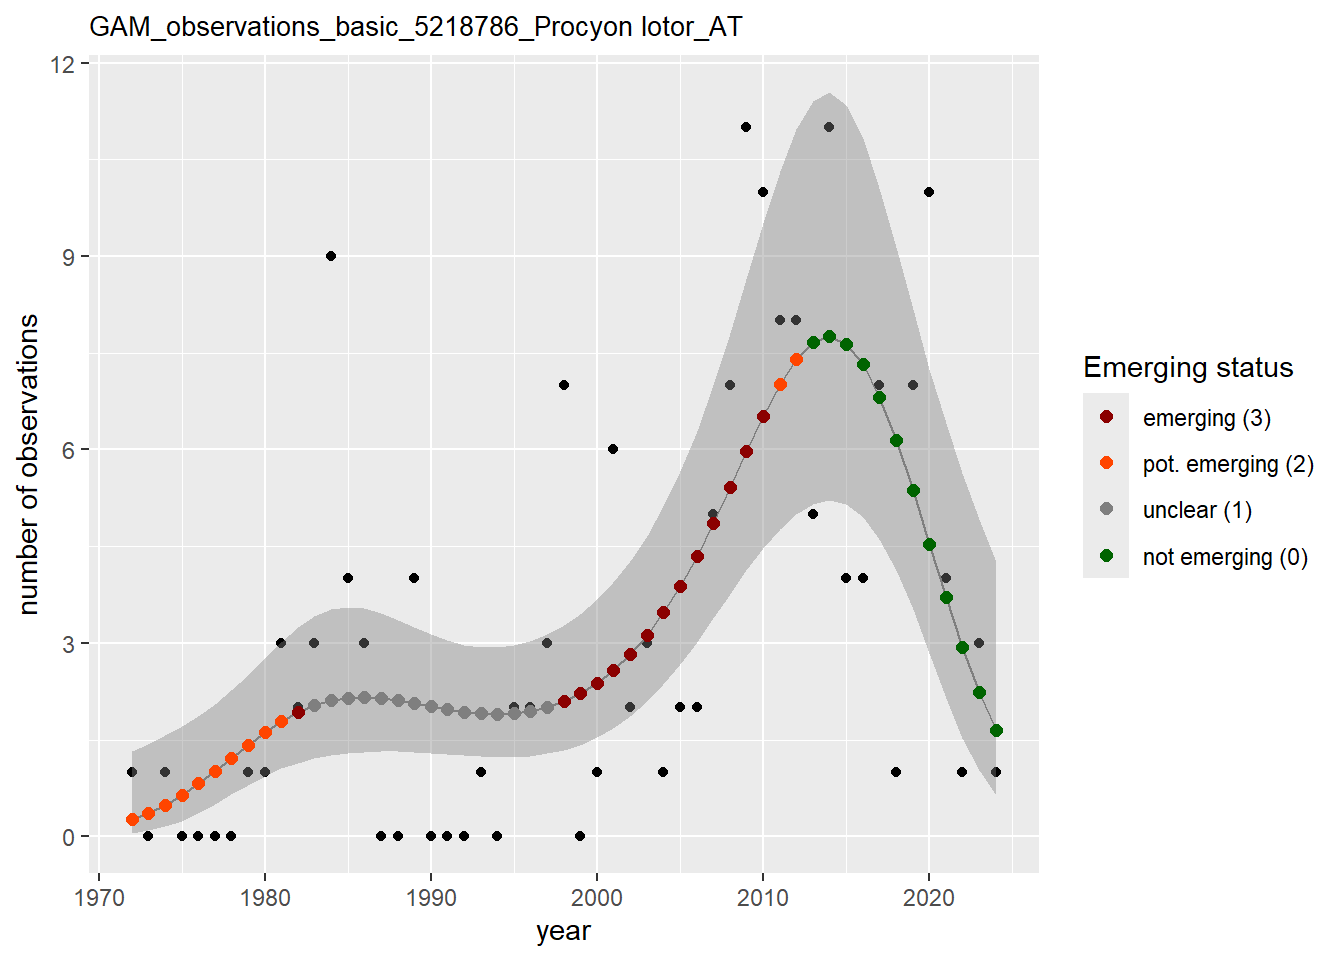 GAM_observations_basic_5218786_Procyon lotor_AT
12
9
6
3
0
number of observations
1970 1980 1990 2000 2010 2020
year
Emerging status
emerging (3)
pot. emerging (2)
unclear (1)
not emerging (0)